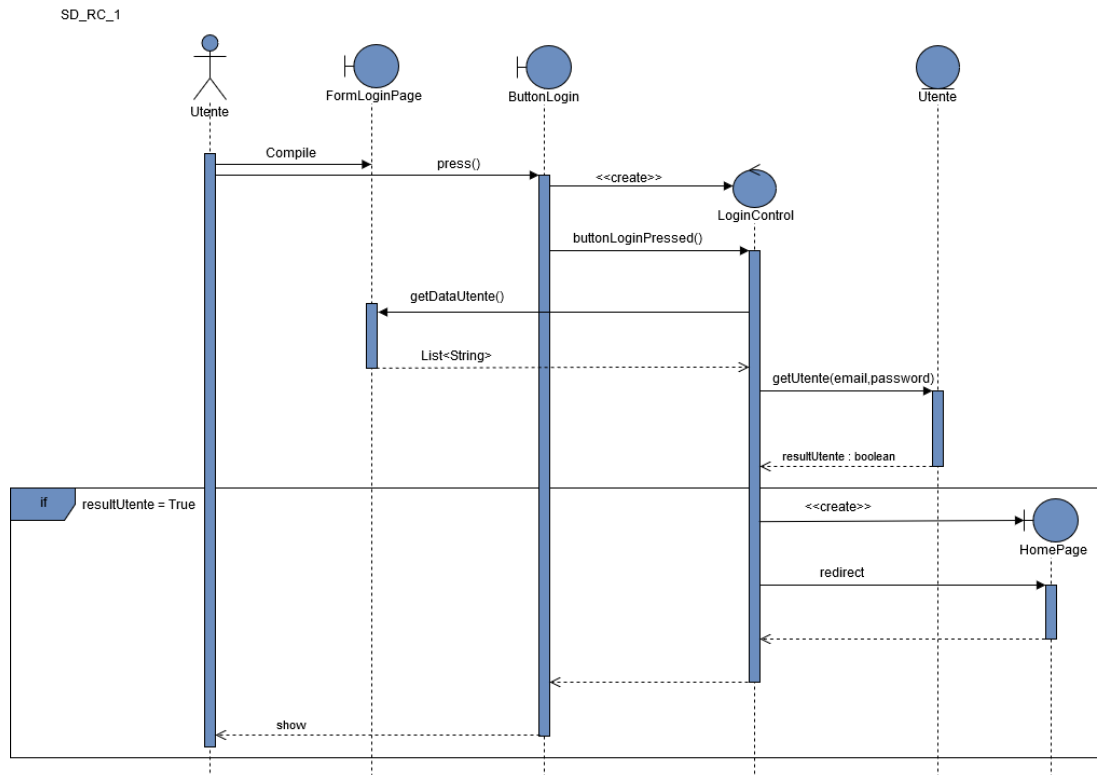 SD_RC_1
Utente
FormLoginPage
ButtonLogin
Utente
Compile
press()
<<create>>
LoginControl
buttonLoginPressed()
getDataUtente()
List<String>
getUtente(email,password)
resultUtente : boolean
if
resultUtente = True
<<create>>
HomePage
redirect
show